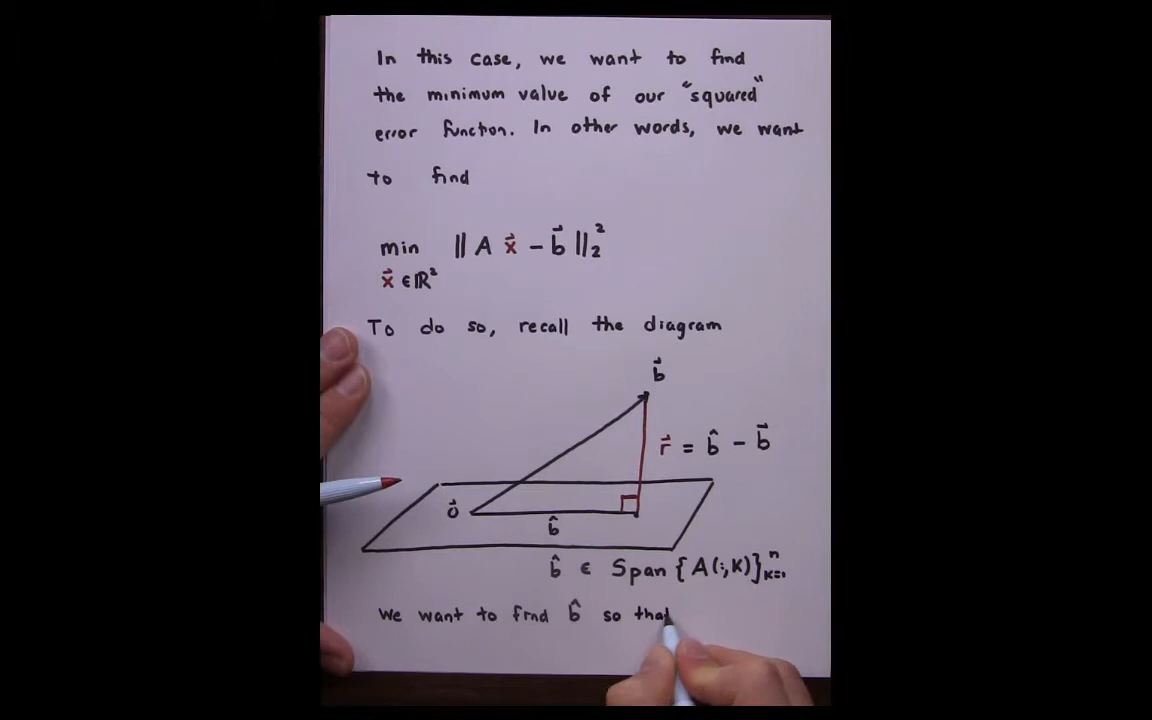 In this case, we want to find
the minimum value of our "squared"
error function. In other words, we want
to find
min ‖ A x⃗ − b⃗ ‖₂²
x⃗ ∈ ℝ²
To do so, recall the diagram
b⃗
r⃗ = b̂ − b⃗
0⃗
b̂
b̂ ∈ Span {A(:,k)}ₖ₌₁ⁿ
We want to find b̂ so that